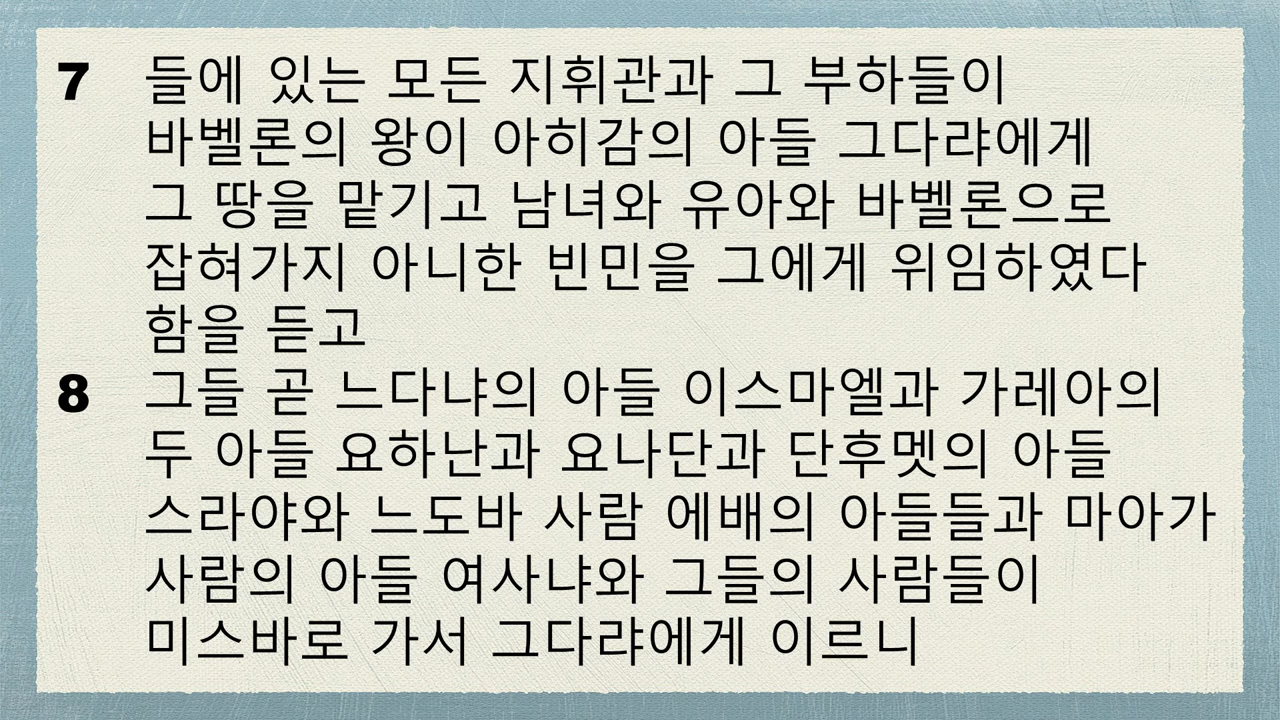 7 들에 있는 모든 지휘관과 그 부하들이
바벨론의 왕이 아히감의 아들 그다랴에게
그 땅을 맡기고 남녀와 유아와 바벨론으로
잡혀가지 아니한 빈민을 그에게 위임하였다
함을 듣고
8 그들 곧 느다냐의 아들 이스마엘과 가레아의
두 아들 요하난과 요나단과 단후멧의 아들
스라야와 느도바 사람 에배의 아들들과 마아가
사람의 아들 여사냐와 그들의 사람들이
미스바로 가서 그다랴에게 이르니